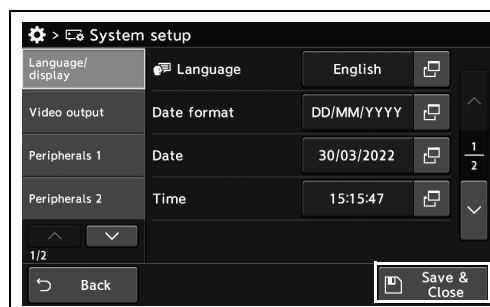 > System setup
Language/
display
Language English
Video output
Date format DD/MM/YYYY
Peripherals 1
Date 30/03/2022
1
2
Peripherals 2
Time 15:15:47
1/2
Back
Save &
Close